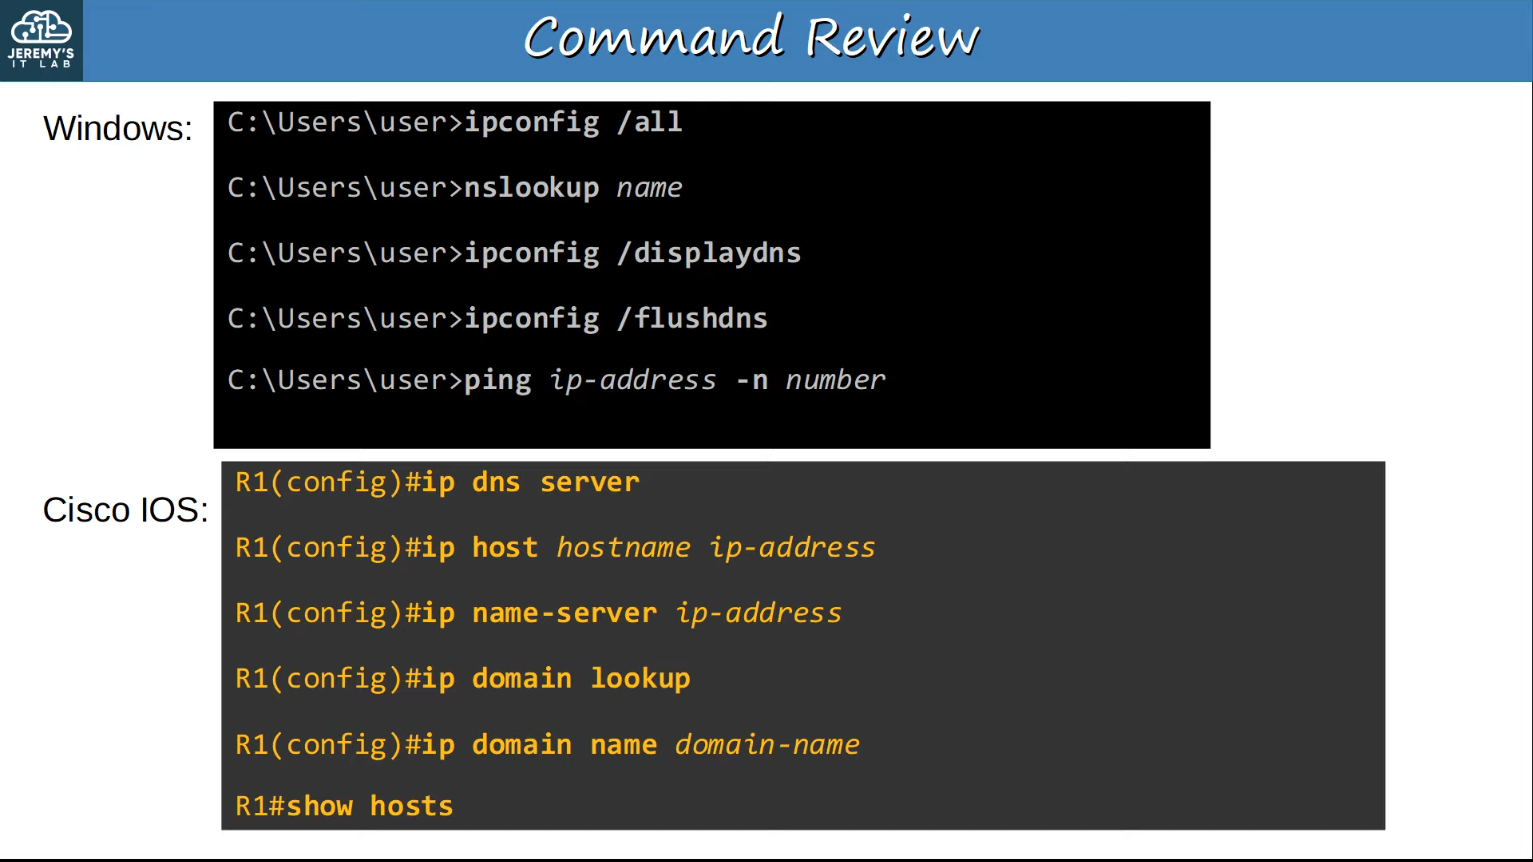 JEREMY'S
IT LAB
Command Review
Windows:
C:\Users\user>ipconfig /all
C:\Users\user>nslookup name
C:\Users\user>ipconfig /displaydns
C:\Users\user>ipconfig /flushdns
C:\Users\user>ping ip-address -n number
Cisco IOS:
R1(config)#ip dns server
R1(config)#ip host hostname ip-address
R1(config)#ip name-server ip-address
R1(config)#ip domain lookup
R1(config)#ip domain name domain-name
R1#show hosts